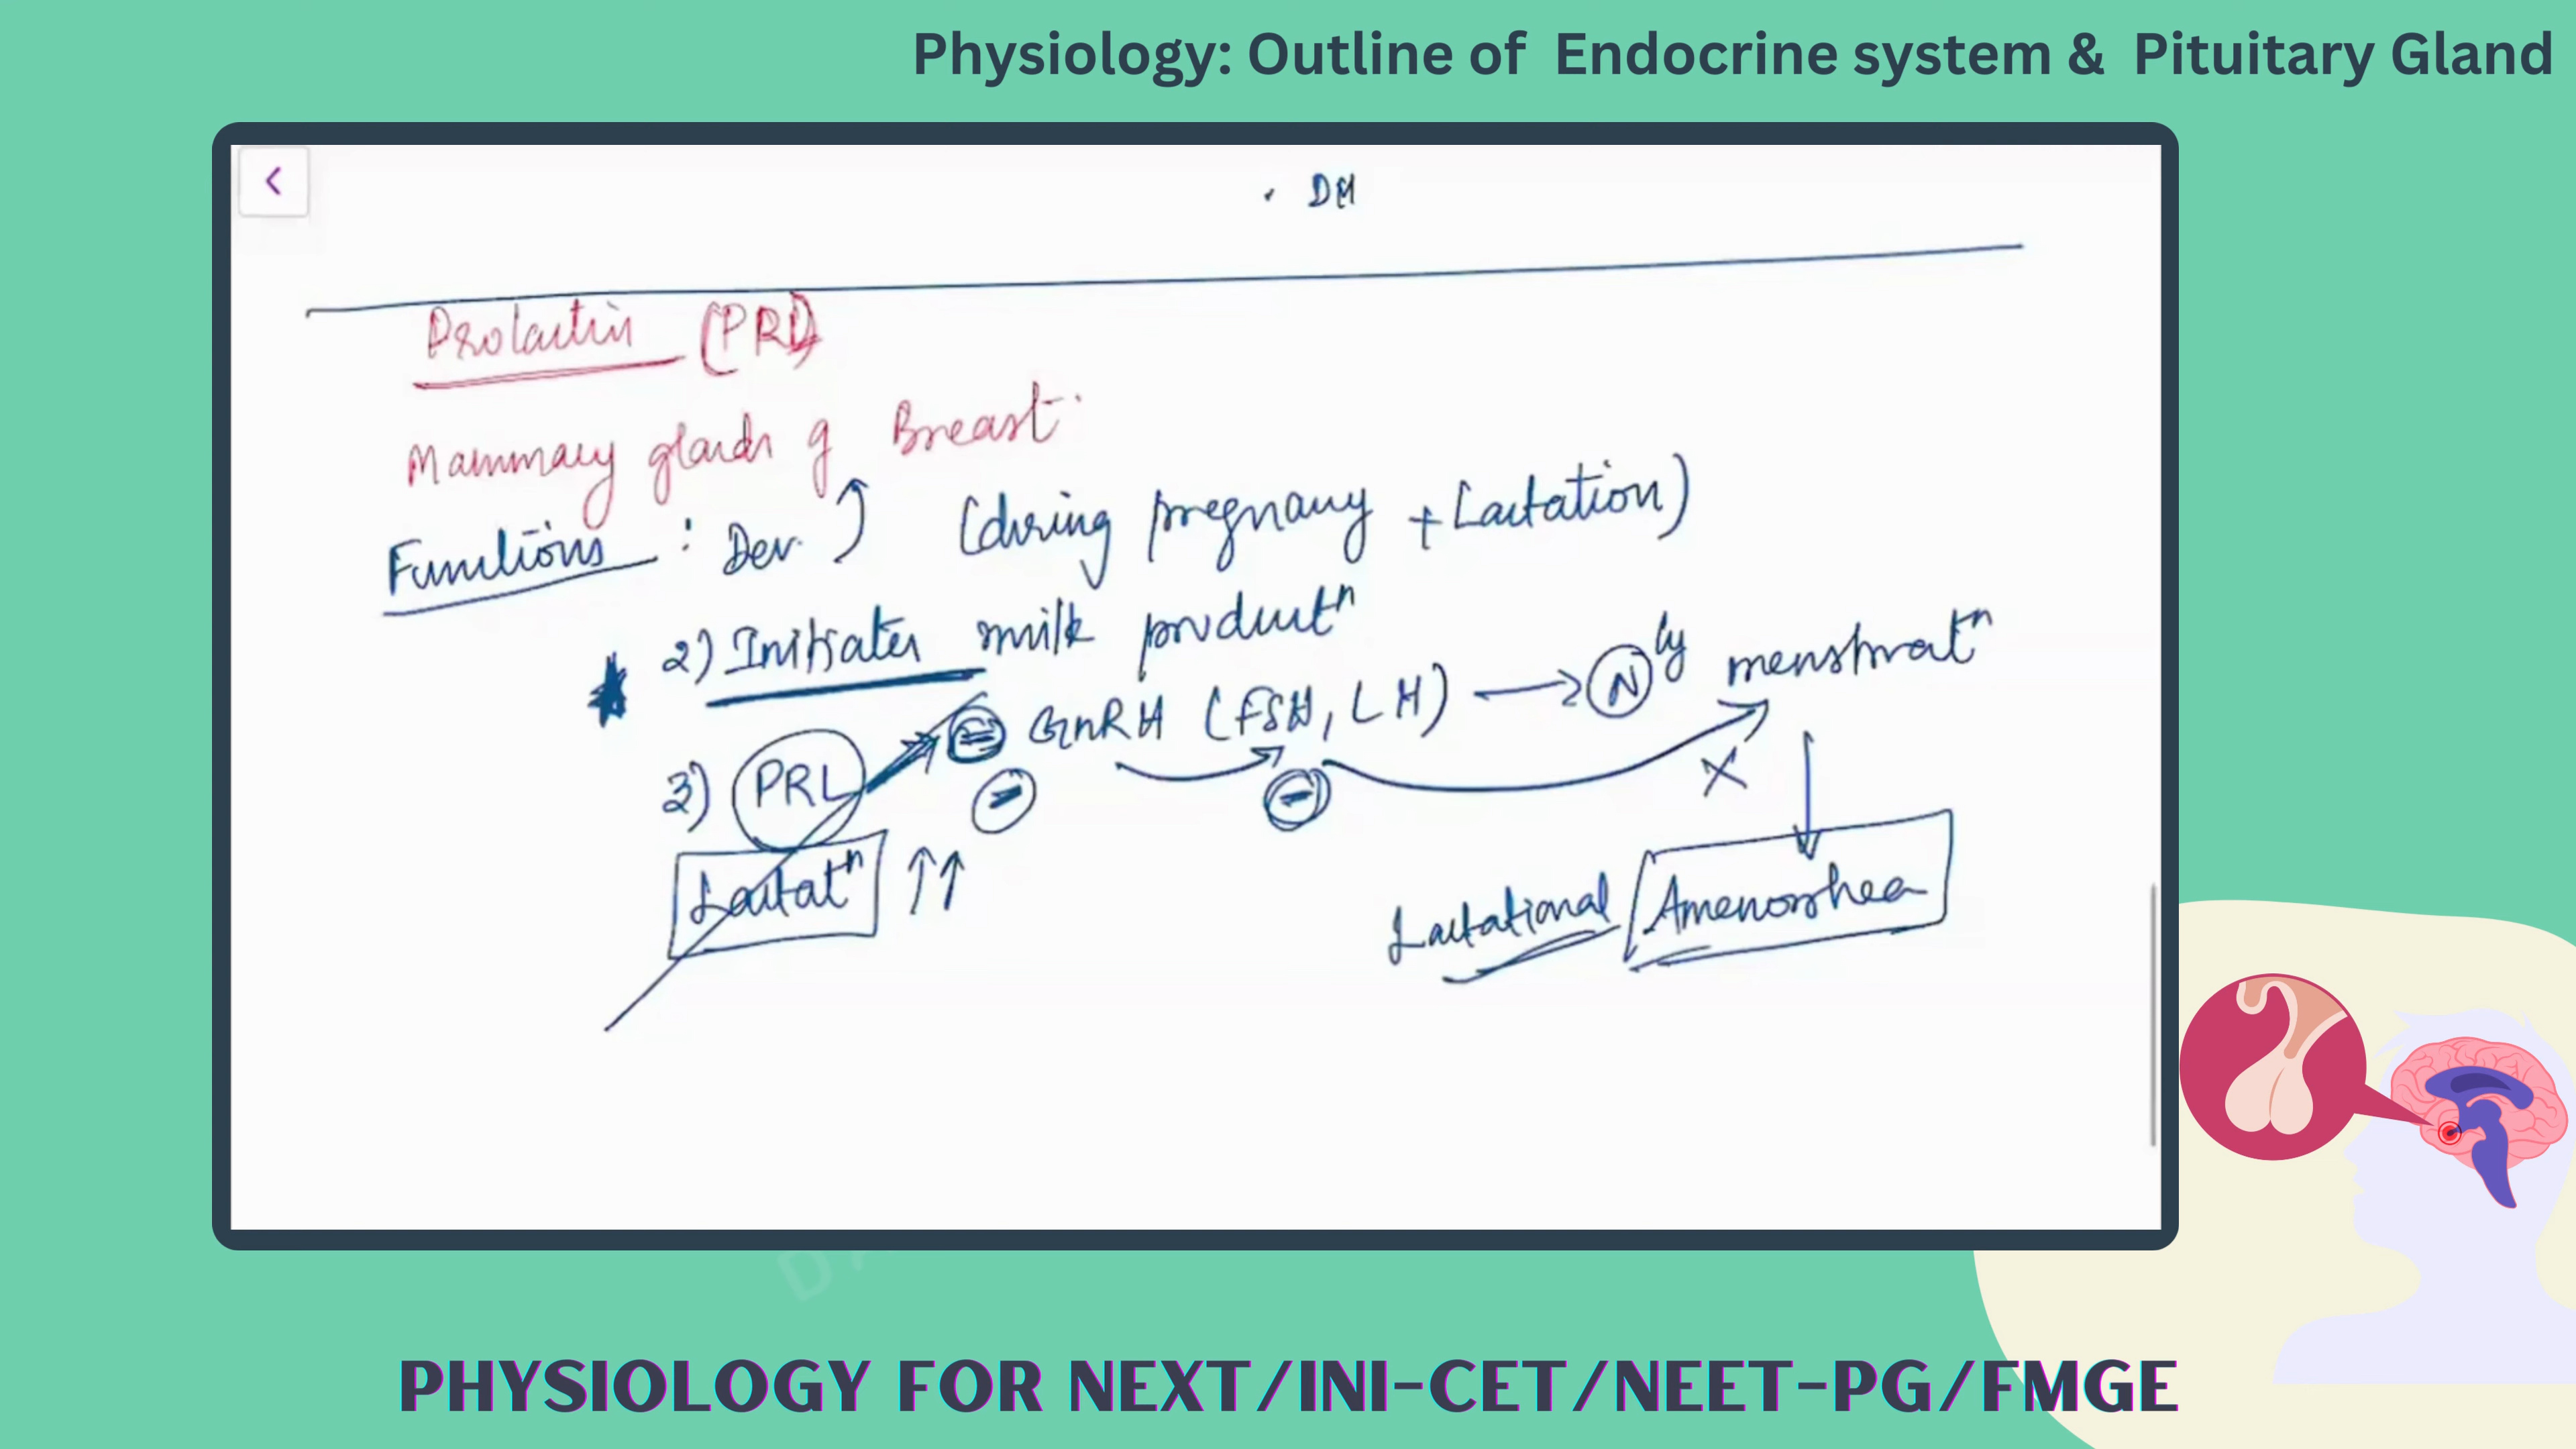 Physiology: Outline of Endocrine system & Pituitary Gland
. DM
Prolactin (PRL)
Mammary glands of Breast.
Functions : Dev. (during pregnancy + Lactation)
2) Initiates milk productⁿ
3) PRL GnRH (FSH, LH) → Nˡʸ menstruatⁿ
Lactatⁿ ↑↑
Lactational Amenorrhea
PHYSIOLOGY FOR NEXT/INI-CET/NEET-PG/FMGE